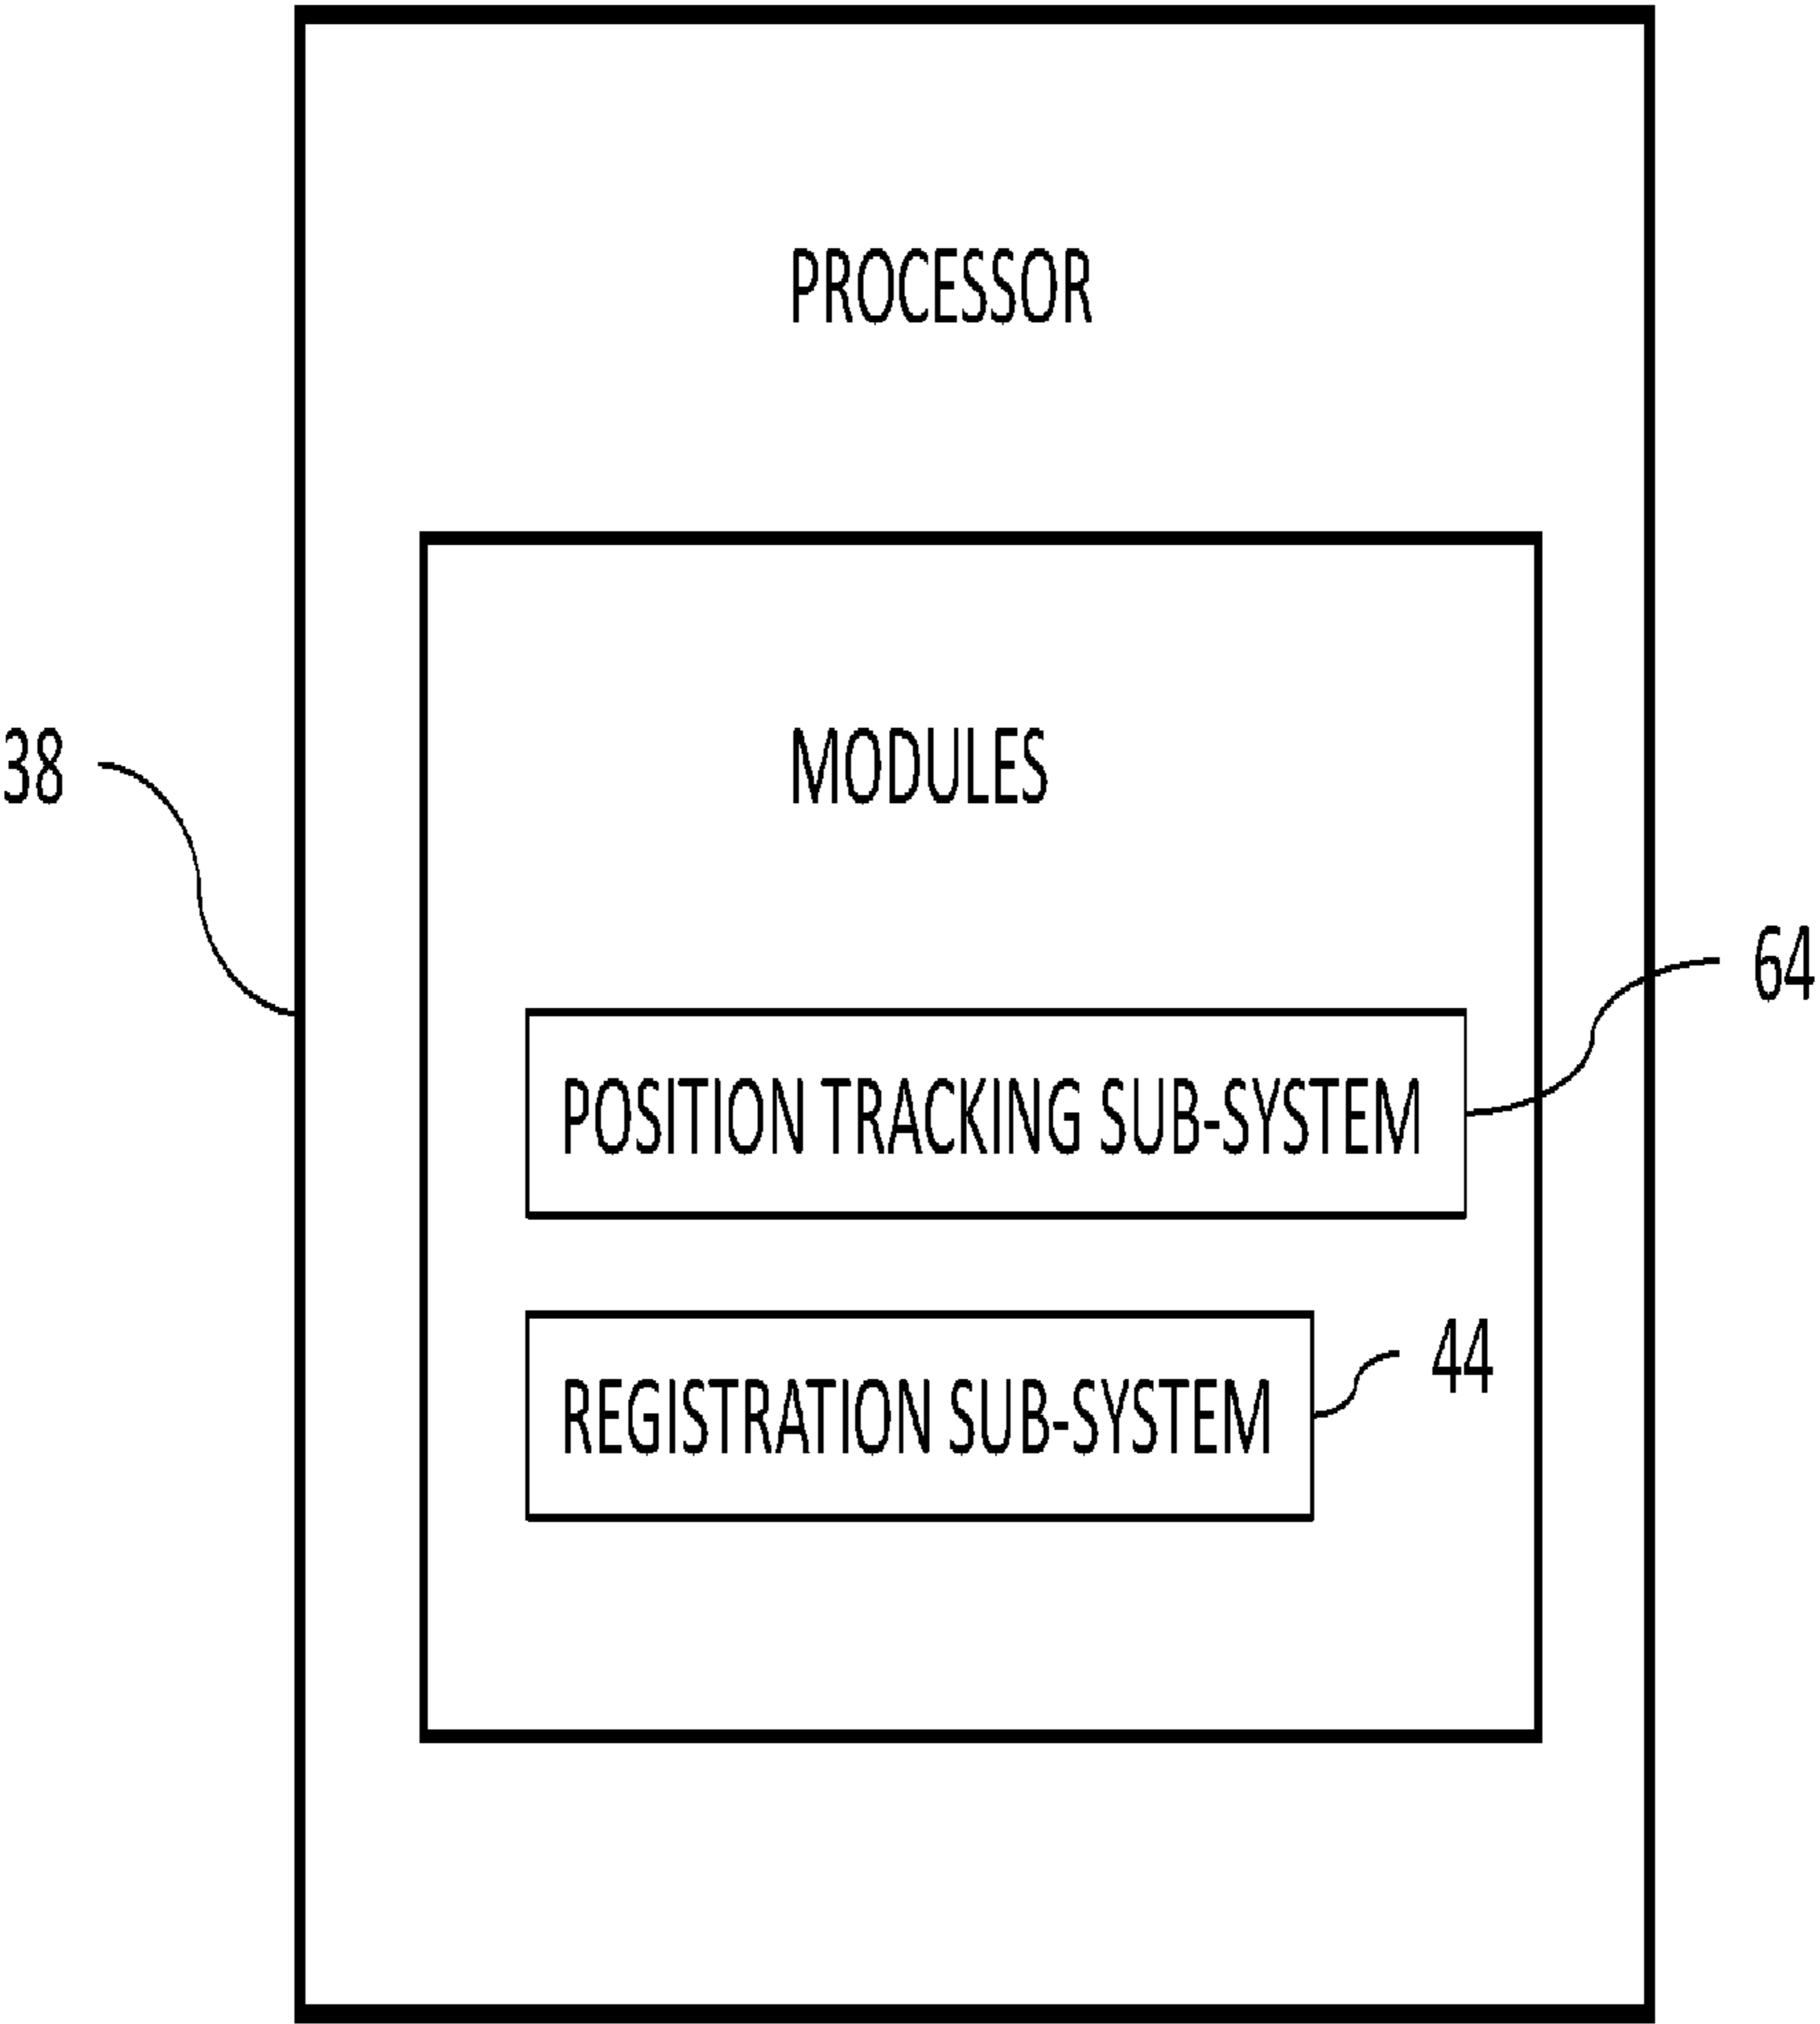 PROCESSOR
MODULES
38
64
POSITION TRACKING SUB-SYSTEM
44
REGISTRATION SUB-SYSTEM